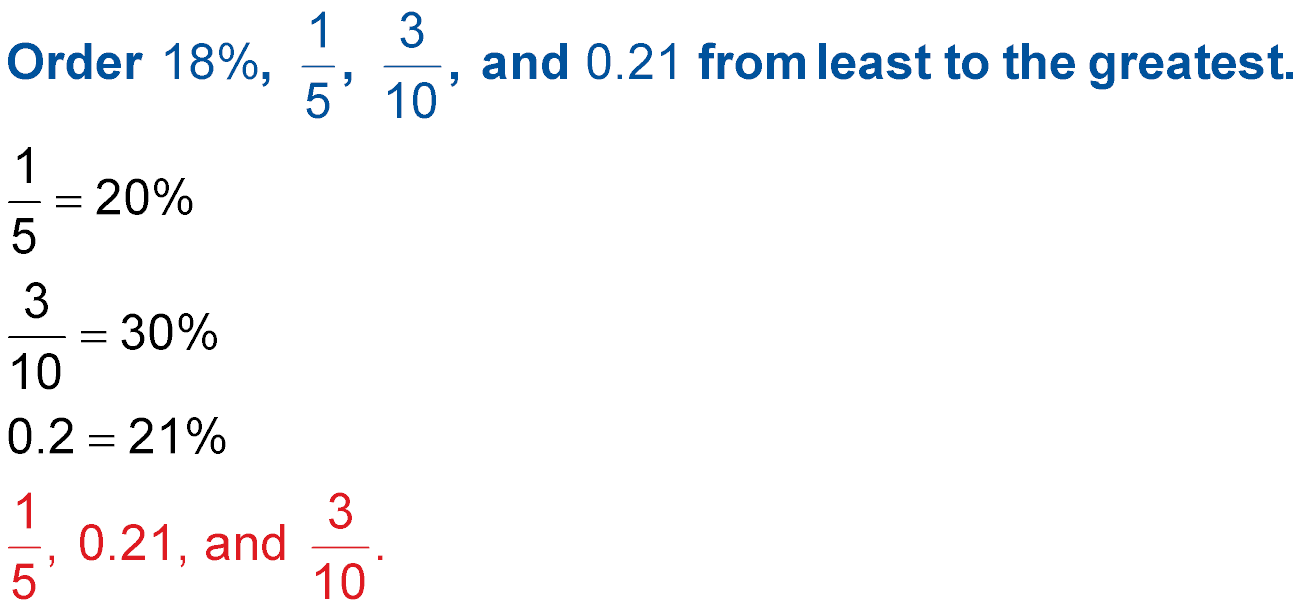 Order 18%, 1/5, 3/10, and 0.21 from least to the greatest.
1/5 = 20%
3/10 = 30%
0.2 = 21%
1/5, 0.21, and 3/10.